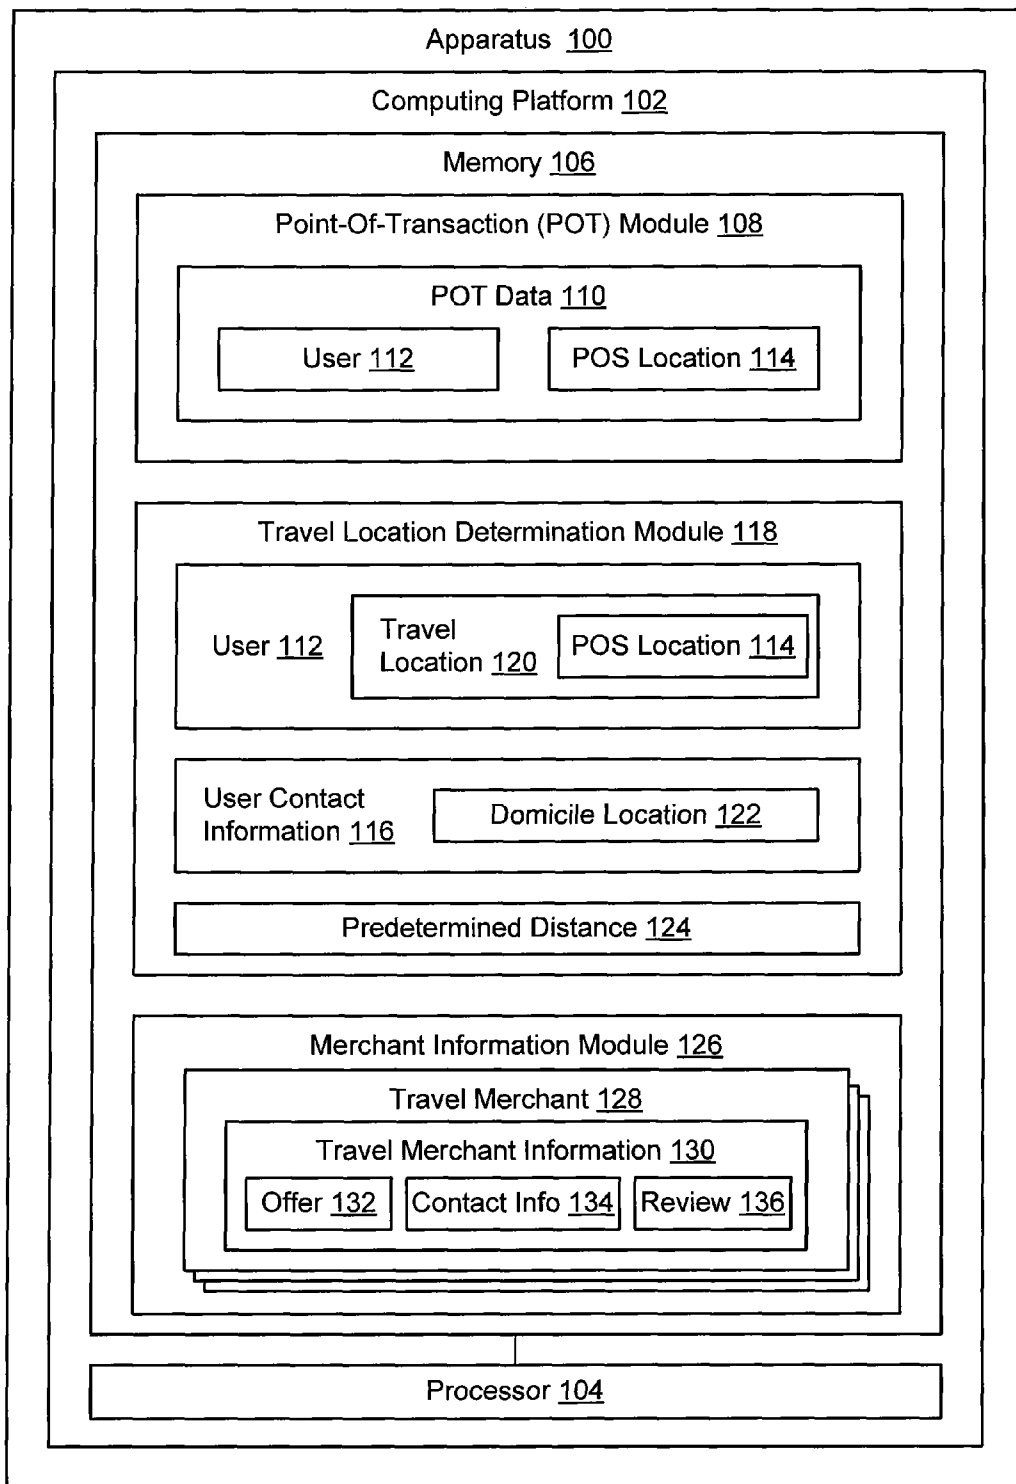 Apparatus 100
Computing Platform 102
Memory 106
Point-Of-Transaction (POT) Module 108
POT Data 110
User 112
POS Location 114
Travel Location Determination Module 118
User 112
Travel
Location 120
POS Location 114
User Contact
Information 116
Domicile Location 122
Predetermined Distance 124
Merchant Information Module 126
Travel Merchant 128
Travel Merchant Information 130
Offer 132
Contact Info 134
Review 136
Processor 104